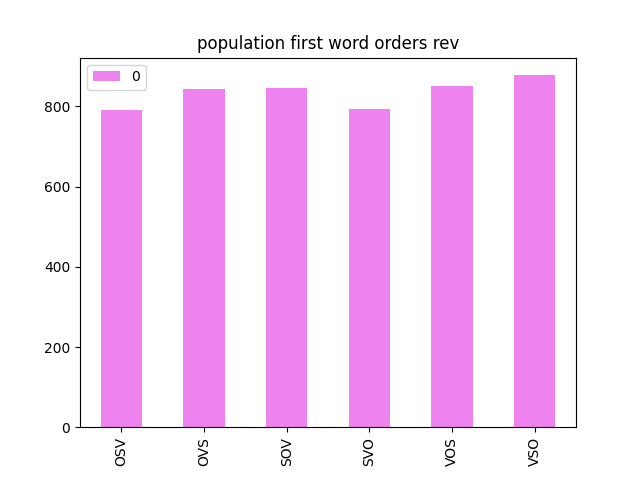 population first word orders rev
0
800
600
400
200
0
OSV
OVS
SOV
SVO
VOS
VSO